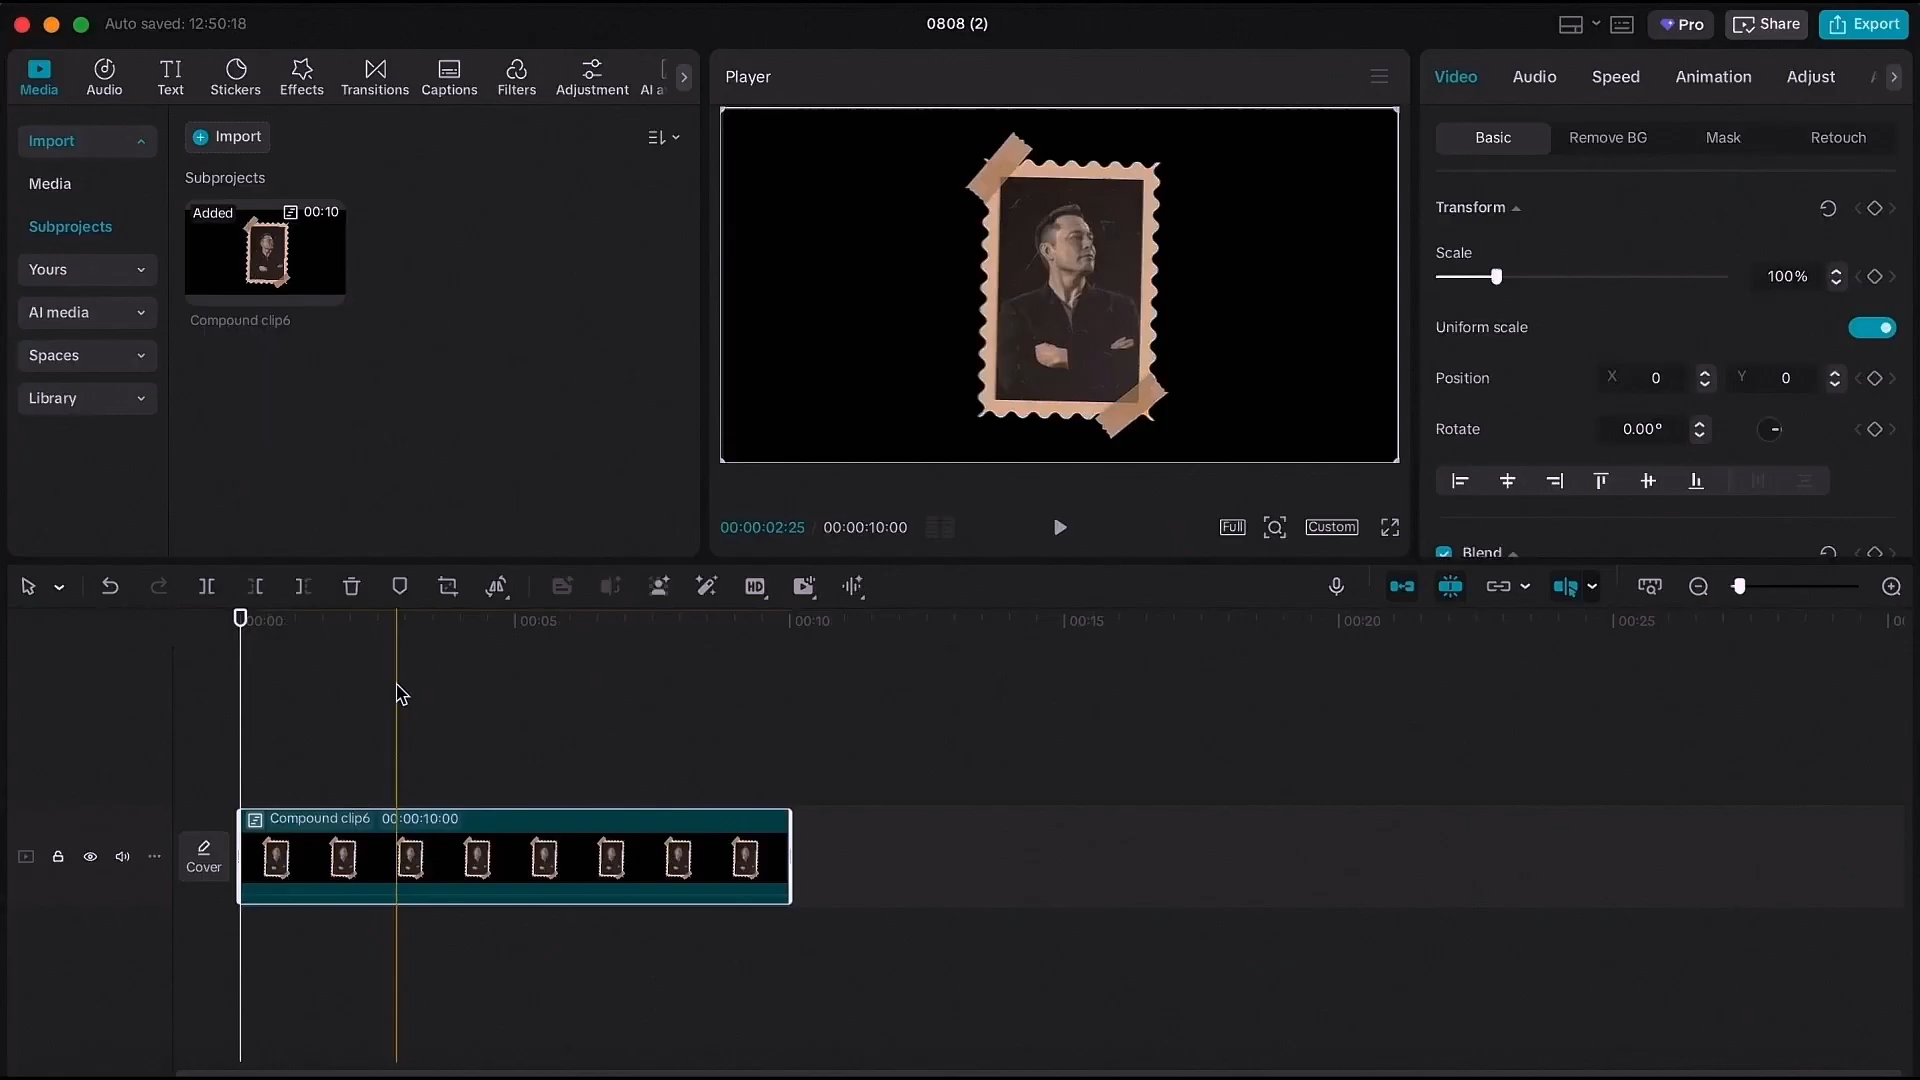 Auto saved: 12:50:18
0808 (2)
Pro
Share
Export
Media
Audio
Text
Stickers
Effects
Transitions
Captions
Filters
Adjustment
AI a
Player
Video
Audio
Speed
Animation
Adjust
Import
Media
Subprojects
Yours
AI media
Spaces
Library
Import
Subprojects
Added
00:10
Compound clip6
Basic
Remove BG
Mask
Retouch
Transform
Scale
100%
Uniform scale
Position
X 0
Y 0
Rotate
0.00°
Blend
00:00:02:25 / 00:00:10:00
Full
Custom
HD
00:00
00:05
00:10
00:15
00:20
00:25
Compound clip6 00:00:10:00
Cover